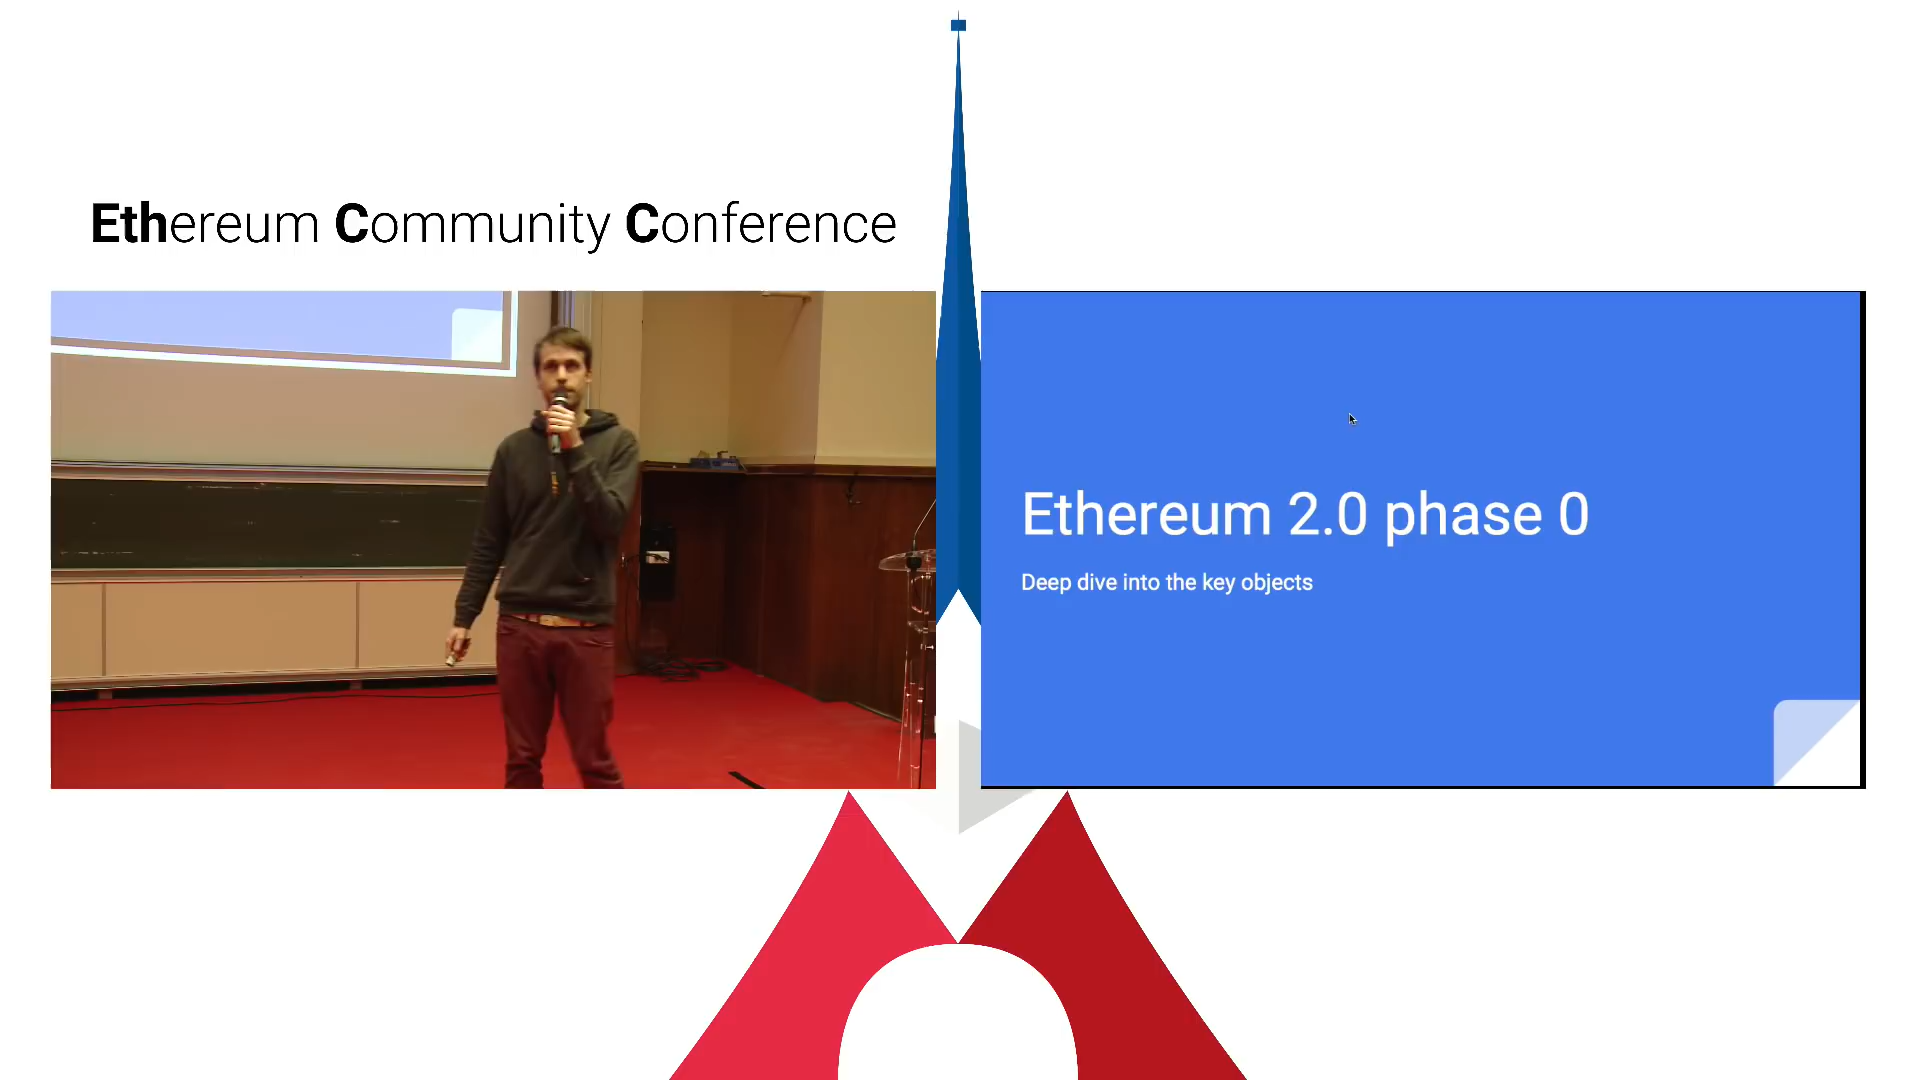 Ethereum Community Conference
Ethereum 2.0 phase 0
Deep dive into the key objects